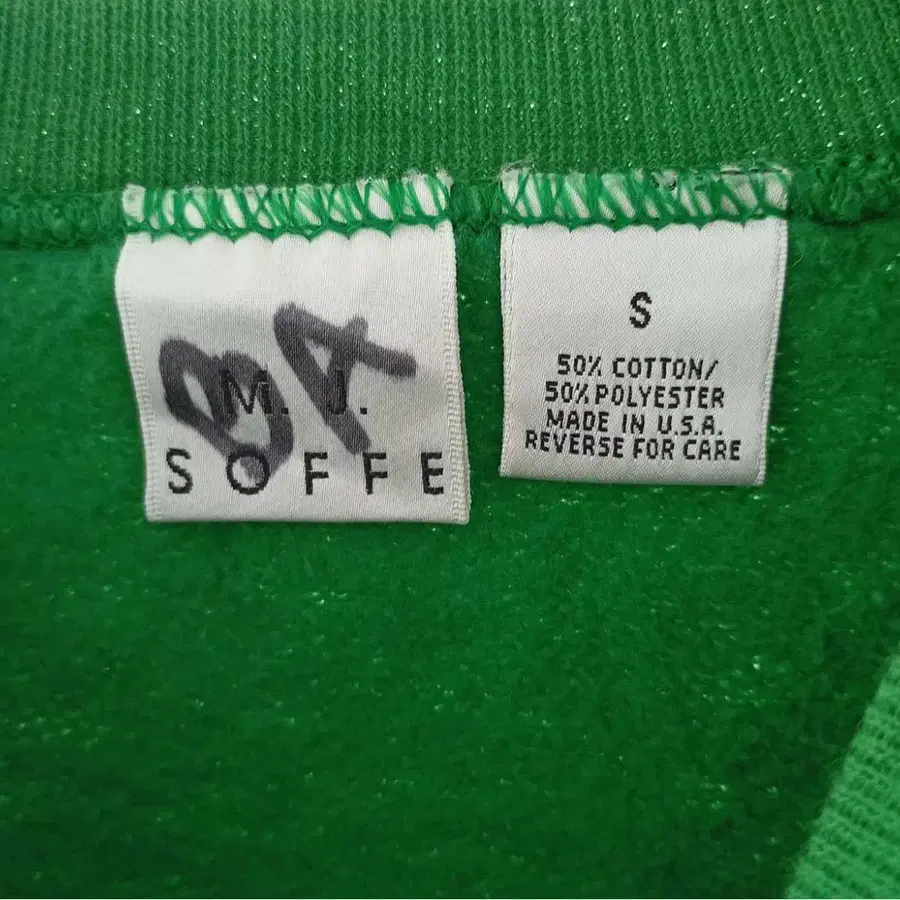 M. J.
SOFFE
S
50% COTTON/
50% POLYESTER
MADE IN U.S.A.
REVERSE FOR CARE